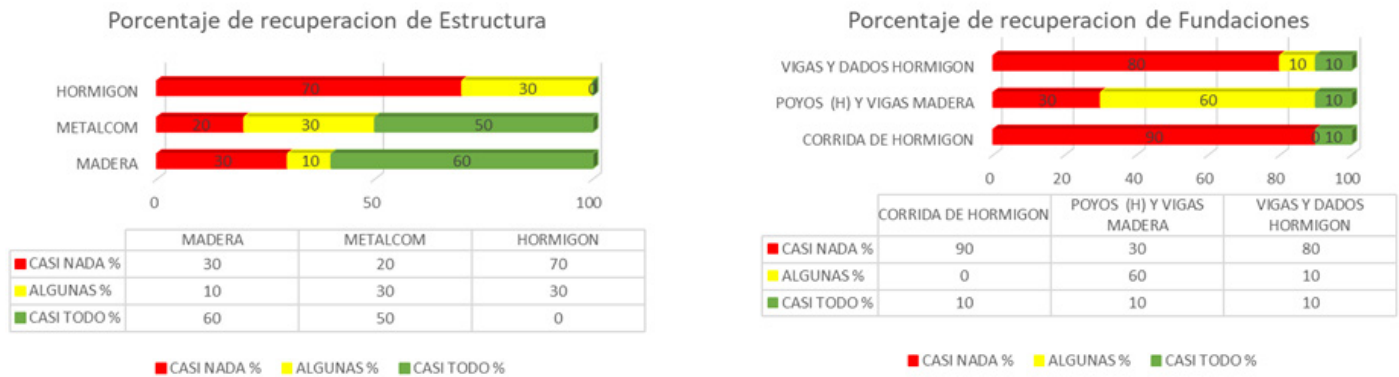 Porcentaje de recuperacion de Estructura
HORMIGON
70 30 0
METALCOM
20 30 50
MADERA
30 10 60
0 50 100
MADERA METALCOM HORMIGON
CASI NADA % 30 20 70
ALGUNAS % 10 30 30
CASI TODO % 60 50 0
CASI NADA % ALGUNAS % CASI TODO %
Porcentaje de recuperacion de Fundaciones
VIGAS Y DADOS HORMIGON
80 10 10
POYOS (H) Y VIGAS MADERA
30 60 10
CORRIDA DE HORMIGON
90 0 10
0 20 40 60 80 100
CORRIDA DE HORMIGON
POYOS (H) Y VIGAS
MADERA
VIGAS Y DADOS
HORMIGON
CASI NADA % 90 30 80
ALGUNAS % 0 60 10
CASI TODO % 10 10 10
CASI NADA % ALGUNAS % CASI TODO %